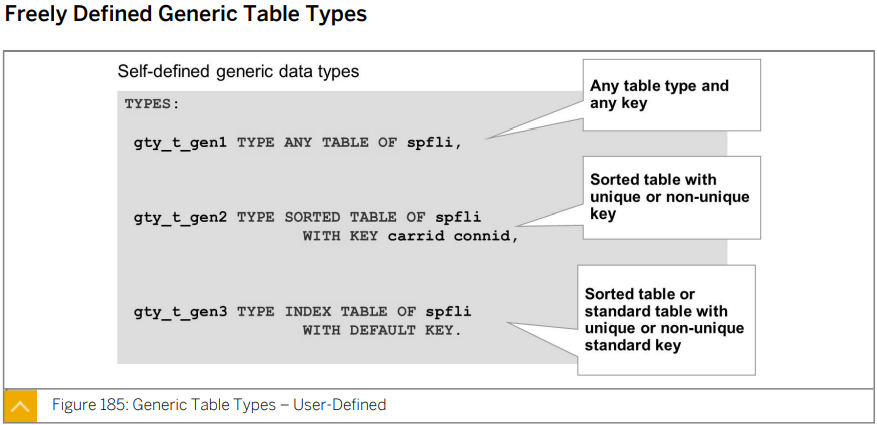 Freely Defined Generic Table Types
Self-defined generic data types
TYPES:
gty_t_gen1 TYPE ANY TABLE OF spfli,
Any table type and
any key
gty_t_gen2 TYPE SORTED TABLE OF spfli
WITH KEY carrid connid,
Sorted table with
unique or non-unique
key
gty_t_gen3 TYPE INDEX TABLE OF spfli
WITH DEFAULT KEY.
Sorted table or
standard table with
unique or non-unique
standard key
Figure 185: Generic Table Types – User-Defined